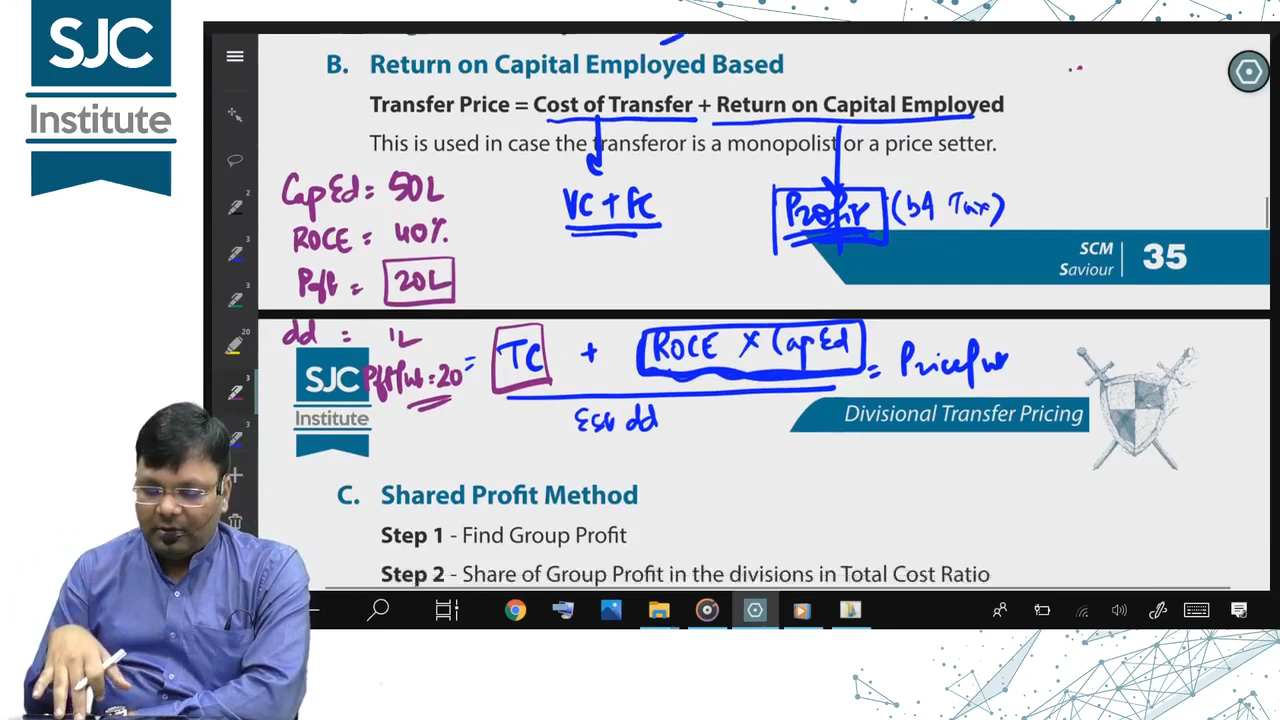 SJC
Institute
B. Return on Capital Employed Based
Transfer Price = Cost of Transfer + Return on Capital Employed
This is used in case the transferor is a monopolist or a price setter.
Cap Ed = 50L
VC + FC
Profit (b4 Tax)
ROCE = 40%
Poft = 20L
SCM
Saviour
35
dd = 1L
Pft/ut = 20
= TC + ROCE x Cap Ed = Price/ut
Est dd
SJC
Institute
Divisional Transfer Pricing
C. Shared Profit Method
Step 1 - Find Group Profit
Step 2 - Share of Group Profit in the divisions in Total Cost Ratio